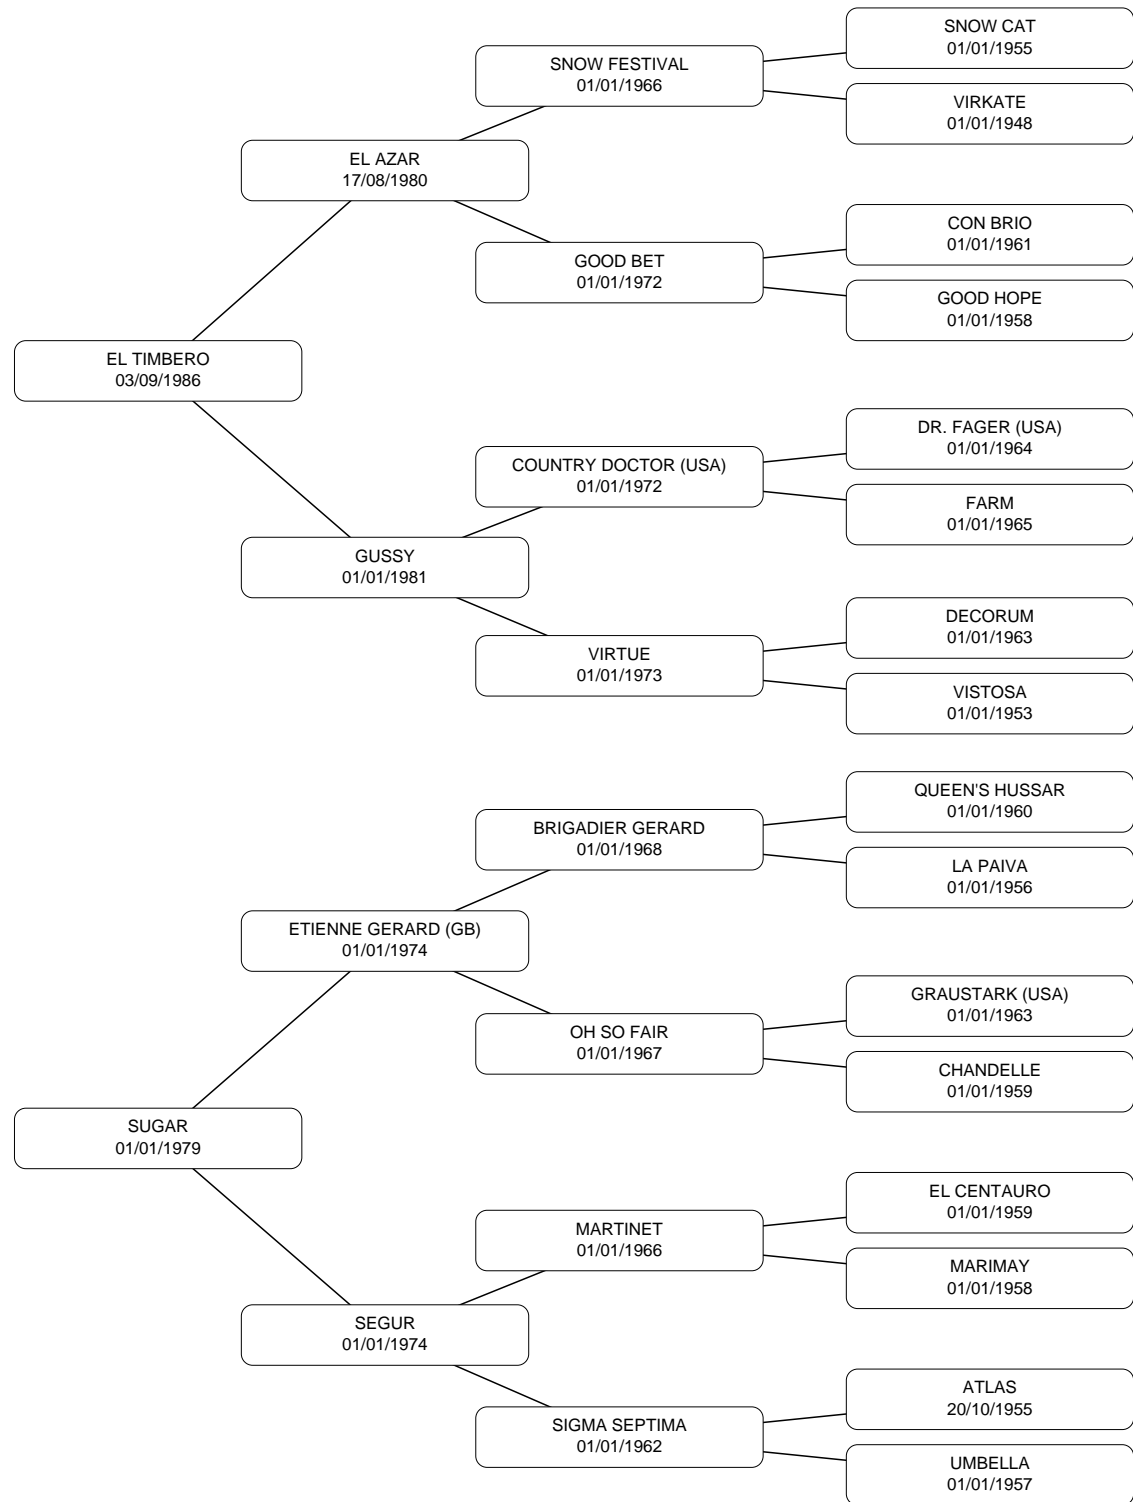 SNOW CAT
01/01/1955
SNOW FESTIVAL
01/01/1966
VIRKATE
01/01/1948
EL AZAR
17/08/1980
CON BRIO
01/01/1961
GOOD BET
01/01/1972
GOOD HOPE
01/01/1958
EL TIMBERO
03/09/1986
DR. FAGER (USA)
01/01/1964
COUNTRY DOCTOR (USA)
01/01/1972
FARM
01/01/1965
GUSSY
01/01/1981
DECORUM
01/01/1963
VIRTUE
01/01/1973
VISTOSA
01/01/1953
QUEEN'S HUSSAR
01/01/1960
BRIGADIER GERARD
01/01/1968
LA PAIVA
01/01/1956
ETIENNE GERARD (GB)
01/01/1974
GRAUSTARK (USA)
01/01/1963
OH SO FAIR
01/01/1967
CHANDELLE
01/01/1959
SUGAR
01/01/1979
EL CENTAURO
01/01/1959
MARTINET
01/01/1966
MARIMAY
01/01/1958
SEGUR
01/01/1974
ATLAS
20/10/1955
SIGMA SEPTIMA
01/01/1962
UMBELLA
01/01/1957